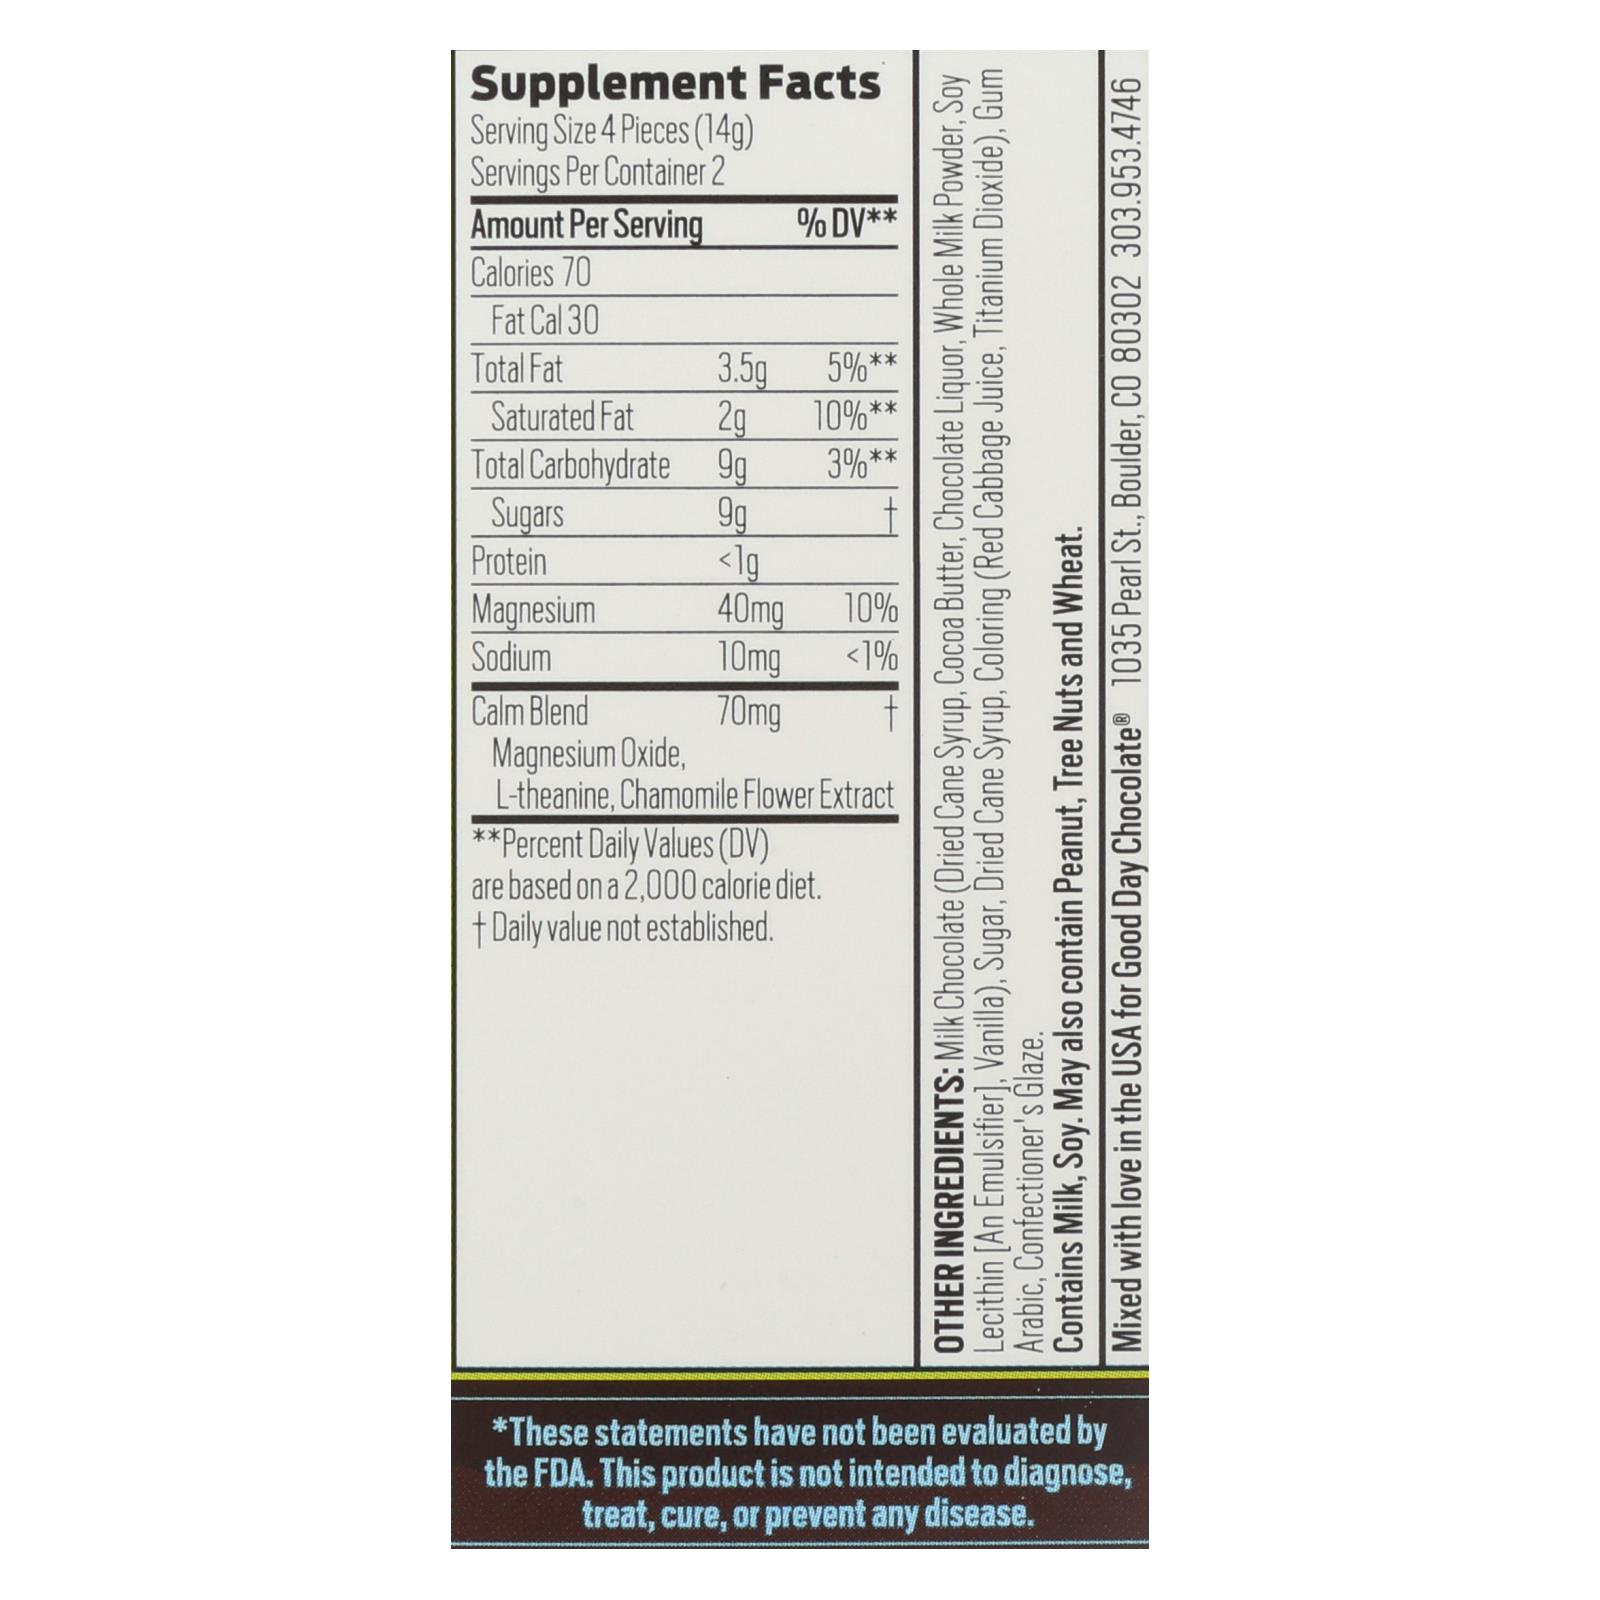 Supplement Facts
Serving Size 4 Pieces (14g)
Servings Per Container 2
Amount Per Serving % DV**
Calories 70
Fat Cal 30
Total Fat 3.5g 5%**
Saturated Fat 2g 10%**
Total Carbohydrate 9g 3%**
Sugars 9g †
Protein <1g
Magnesium 40mg 10%
Sodium 10mg <1%
Calm Blend 70mg †
Magnesium Oxide,
L-theanine, Chamomile Flower Extract
**Percent Daily Values (DV)
are based on a 2,000 calorie diet.
† Daily value not established.
OTHER INGREDIENTS: Milk Chocolate (Dried Cane Syrup, Cocoa Butter, Chocolate Liquor, Whole Milk Powder, Soy
Lecithin [An Emulsifier], Vanilla), Sugar, Dried Cane Syrup, Coloring (Red Cabbage Juice, Titanium Dioxide), Gum
Arabic, Confectioner's Glaze.
Contains Milk, Soy. May also contain Peanut, Tree Nuts and Wheat.
Mixed with love in the USA for Good Day Chocolate® 1035 Pearl St., Boulder, CO 80302 303.953.4746
*These statements have not been evaluated by
the FDA. This product is not intended to diagnose,
treat, cure, or prevent any disease.